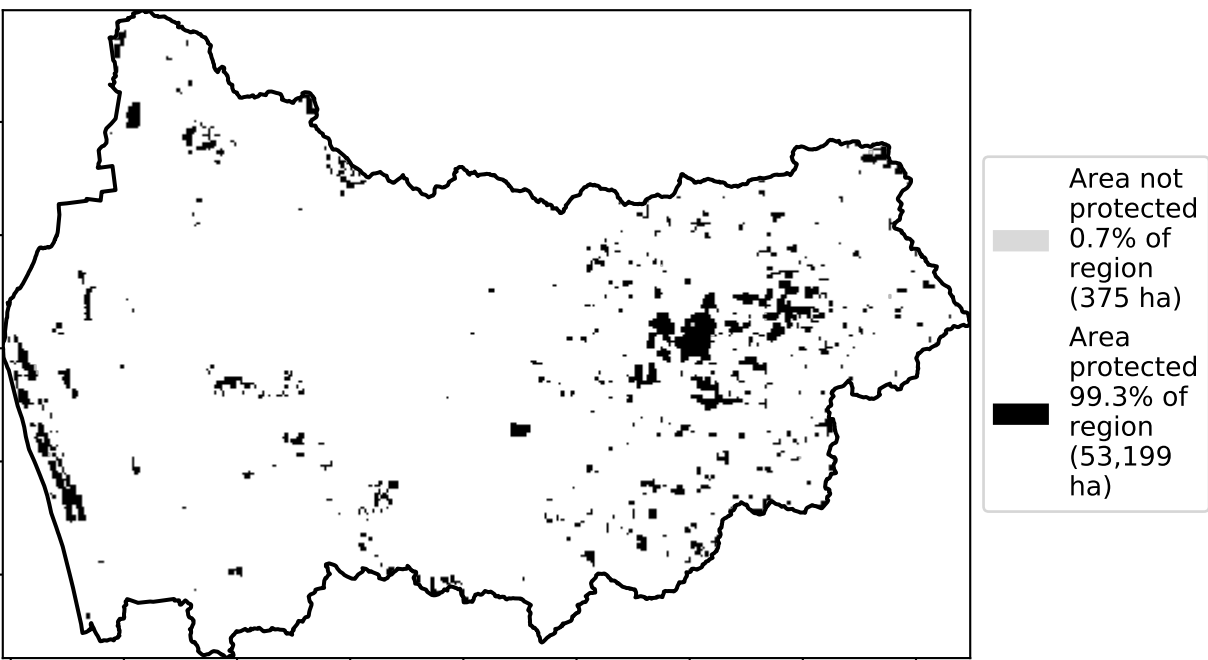 Area not
protected
0.7% of
region
(375 ha)
Area
protected
99.3% of
region
(53,199
ha)